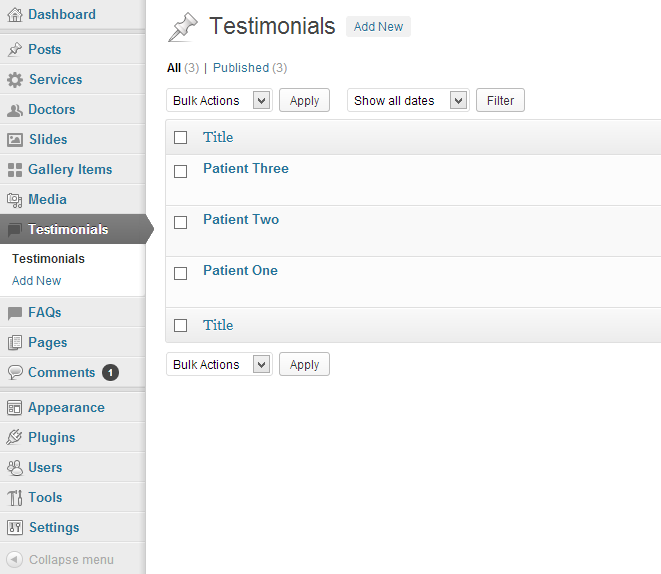 Dashboard
Posts
Services
Doctors
Slides
Gallery Items
Media
Testimonials
Testimonials
Add New
FAQs
Pages
Comments 1
Appearance
Plugins
Users
Tools
Settings
Collapse menu
Testimonials Add New
All (3) | Published (3)
Bulk Actions Apply Show all dates Filter
Title
Patient Three
Patient Two
Patient One
Title
Bulk Actions Apply